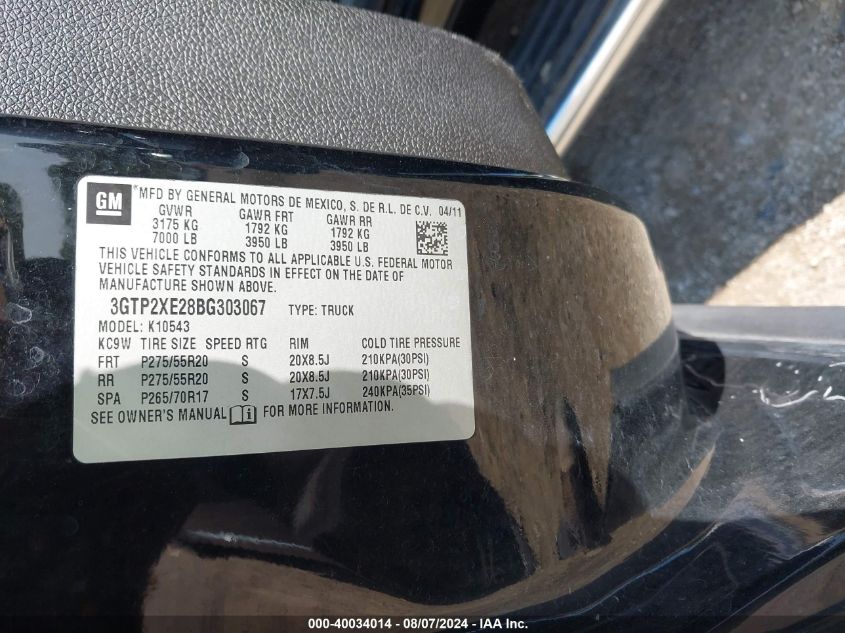 GM
MFD BY GENERAL MOTORS DE MEXICO, S. DE R.L. DE C.V. 04/11
GVWR GAWR FRT GAWR RR
3175 KG 1792 KG 1792 KG
7000 LB 3950 LB 3950 LB
THIS VEHICLE CONFORMS TO ALL APPLICABLE U.S. FEDERAL MOTOR
VEHICLE SAFETY STANDARDS IN EFFECT ON THE DATE OF
MANUFACTURE SHOWN ABOVE.
3GTP2XE28BG303067 TYPE: TRUCK
MODEL: K10543
KC9W TIRE SIZE SPEED RTG RIM COLD TIRE PRESSURE
FRT P275/55R20 S 20X8.5J 210KPA(30PSI)
RR P275/55R20 S 20X8.5J 210KPA(30PSI)
SPA P265/70R17 S 17X7.5J 240KPA(35PSI)
SEE OWNER'S MANUAL FOR MORE INFORMATION.
000-40034014 - 08/07/2024 - IAA Inc.